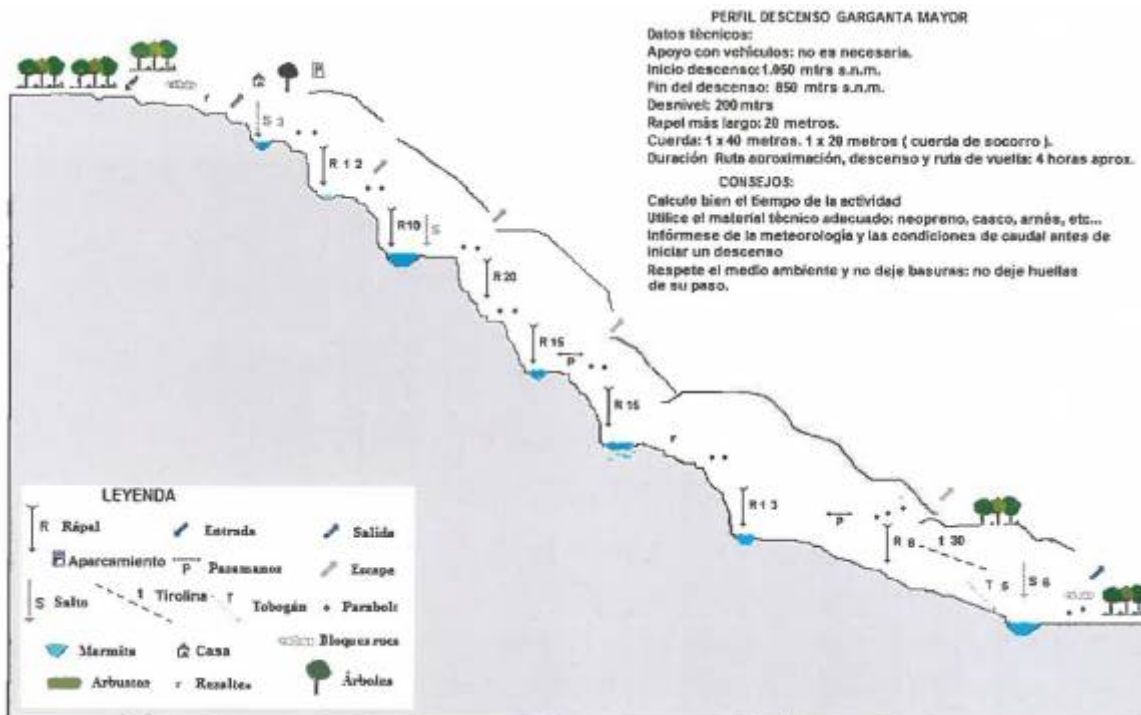 PERFIL DESCENSO GARGANTA MAYOR
Datos tècnicos:
Apoyo con vehículos: no es necesaria.
Inicio descenso: 1.050 mtrs s.n.m.
Fin del descenso: 850 mtrs s.n.m.
Desnivel: 200 mtrs
Rapel más largo: 20 metros.
Cuerda: 1 x 40 metros. 1 x 20 metros ( cuerda de socorro ).
Duración Ruta aproximación, descenso y ruta de vuelta: 4 horas aprox.
CONSEJOS:
Calcule bien el tiempo de la actividad
Utilice el material técnico adecuado: neopreno, casco, arnés, etc...
Infórmese de la meteorología y las condiciones de caudal antes de
iniciar un descenso
Respete el medio ambiente y no deje basuras: no deje huellas
de su paso.
P
r
S 3
R 1 2
R10 S
R 20
R 15
P
R 15
r
R 1 3
P
R 8
t 30
T 5
S 6
LEYENDA
R Rápal
Entrada
Salida
P Aparcamiento
P Pasamanos
Escape
S Salto
t Tirolina
T Tobogán
Parabolt
Marmita
Casa
Bloques roca
Arbustos
r Resaltes
Árboles